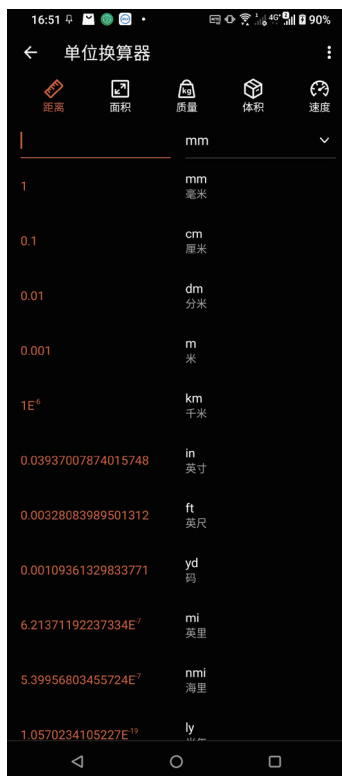 16:51
4G+
90%
单位换算器
kg
距离 面积 质量 体积 速度
mm
1 mm
毫米
0.1 cm
厘米
0.01 dm
分米
0.001 m
米
1E-6 km
千米
0.03937007874015748 in
英寸
0.00328083989501312 ft
英尺
0.00109361329833771 yd
码
6.21371192237334E-7 mi
英里
5.39956803455724E-7 nmi
海里
1.0570234105227E-19 ly